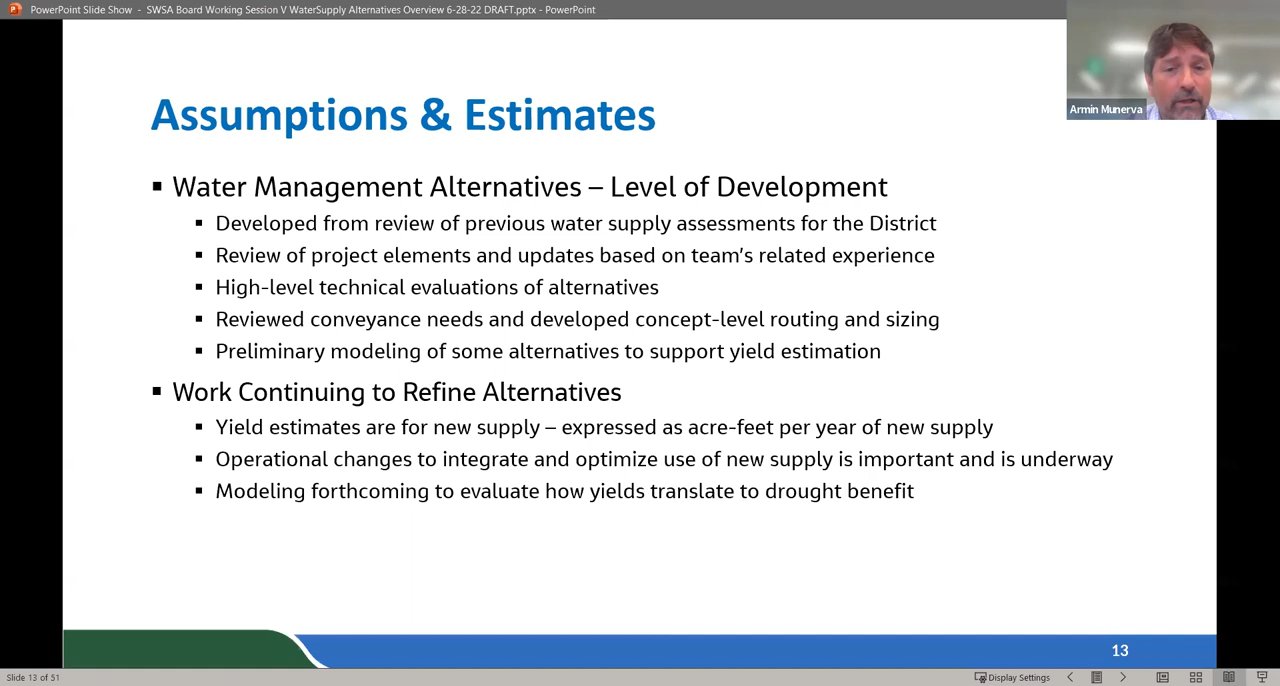 PowerPoint Slide Show - SWSA Board Working Session V WaterSupply Alternatives Overview 6-28-22 DRAFT.pptx - PowerPoint
Armin Munerva
Assumptions & Estimates
▪ Water Management Alternatives – Level of Development
▪ Developed from review of previous water supply assessments for the District
▪ Review of project elements and updates based on team's related experience
▪ High-level technical evaluations of alternatives
▪ Reviewed conveyance needs and developed concept-level routing and sizing
▪ Preliminary modeling of some alternatives to support yield estimation
▪ Work Continuing to Refine Alternatives
▪ Yield estimates are for new supply – expressed as acre-feet per year of new supply
▪ Operational changes to integrate and optimize use of new supply is important and is underway
▪ Modeling forthcoming to evaluate how yields translate to drought benefit
13
Slide 13 of 51
Display Settings